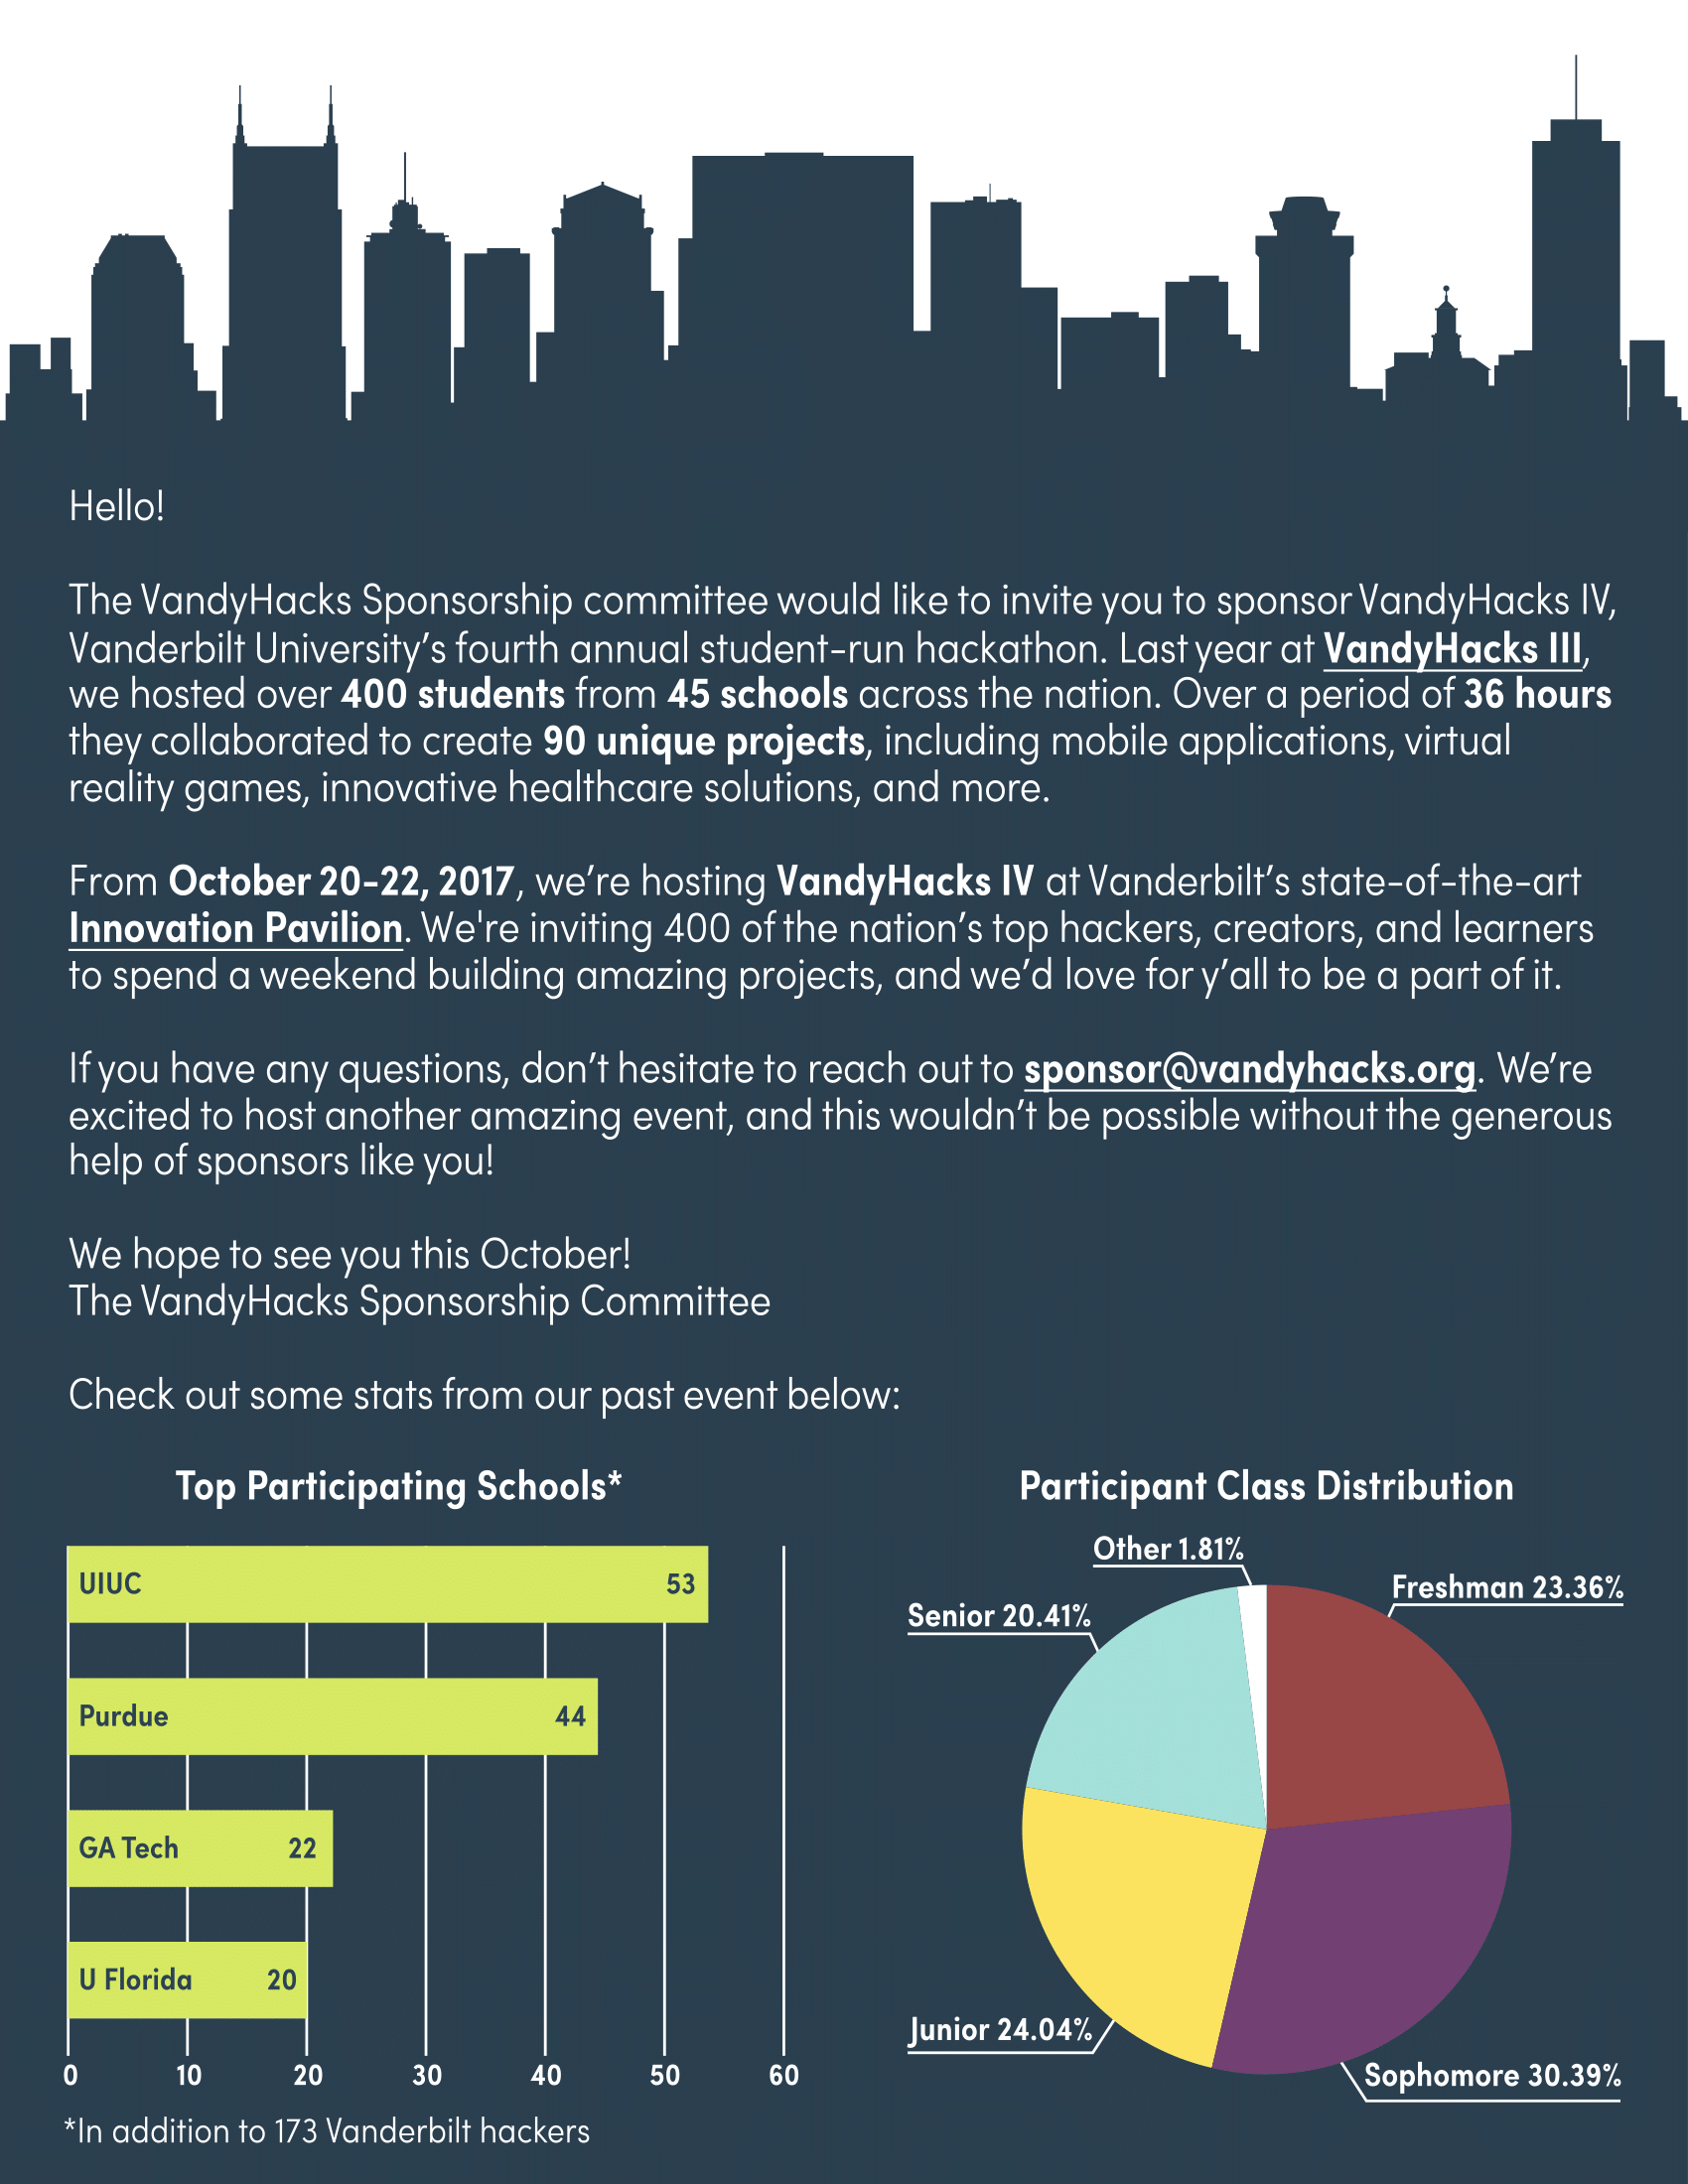 Hello!
The VandyHacks Sponsorship committee would like to invite you to sponsor VandyHacks IV,
Vanderbilt University’s fourth annual student-run hackathon. Last year at VandyHacks III,
we hosted over 400 students from 45 schools across the nation. Over a period of 36 hours
they collaborated to create 90 unique projects, including mobile applications, virtual
reality games, innovative healthcare solutions, and more.
From October 20-22, 2017, we’re hosting VandyHacks IV at Vanderbilt’s state-of-the-art
Innovation Pavilion. We're inviting 400 of the nation’s top hackers, creators, and learners
to spend a weekend building amazing projects, and we’d love for y’all to be a part of it.
If you have any questions, don’t hesitate to reach out to sponsor@vandyhacks.org. We’re
excited to host another amazing event, and this wouldn’t be possible without the generous
help of sponsors like you!
We hope to see you this October!
The VandyHacks Sponsorship Committee
Check out some stats from our past event below:
Top Participating Schools*
UIUC 53
Purdue 44
GA Tech 22
U Florida 20
0 10 20 30 40 50 60
*In addition to 173 Vanderbilt hackers
Participant Class Distribution
Other 1.81%
Freshman 23.36%
Senior 20.41%
Junior 24.04%
Sophomore 30.39%